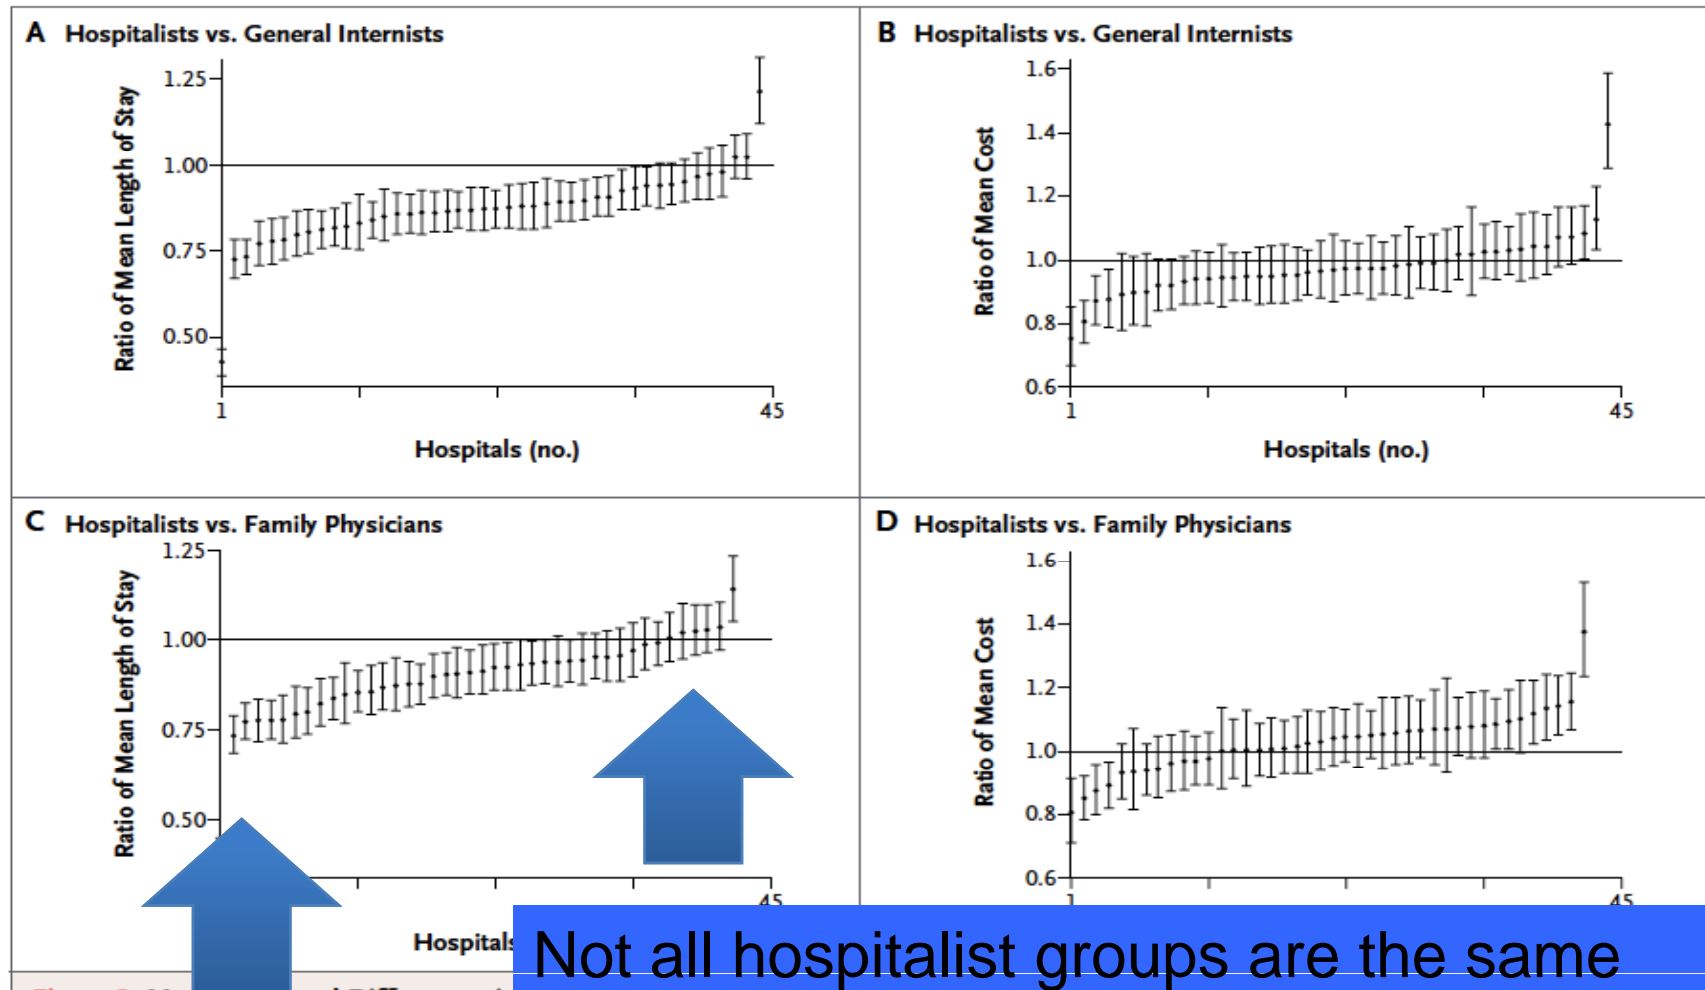 A Hospitalists vs. General Internists
Ratio of Mean Length of Stay
1.25
1.00
0.75
0.50
1
45
Hospitals (no.)
B Hospitalists vs. General Internists
Ratio of Mean Cost
1.6
1.4
1.2
1.0
0.8
0.6
1
45
Hospitals (no.)
C Hospitalists vs. Family Physicians
Ratio of Mean Length of Stay
1.25
1.00
0.75
0.50
45
Hospitals
D Hospitalists vs. Family Physicians
Ratio of Mean Cost
1.6
1.4
1.2
1.0
0.8
0.6
1
45
Not all hospitalist groups are the same